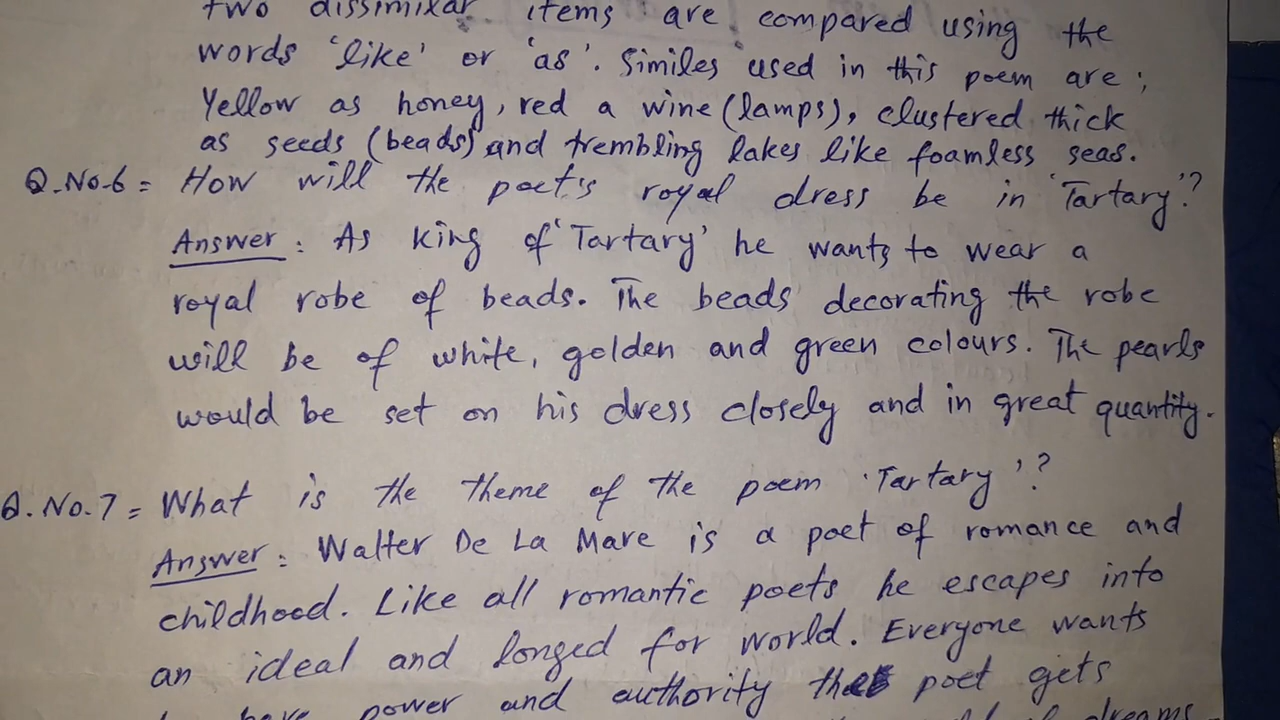 two dissimilar items are compared using the
words 'like' or 'as'. Similes used in this poem are;
Yellow as honey, red a wine (lamps), clustered thick
as seeds (beads) and trembling lakes like foamless seas.
Q.No-6 = How will the poet's royal dress be in 'Tartary'?
Answer: As king of 'Tartary' he wants to wear a
royal robe of beads. The beads decorating the robe
will be of white, golden and green colours. The pearls
would be set on his dress closely and in great quantity.
Q. No.7 = What is the theme of the poem 'Tartary'?
Answer: Walter De La Mare is a poet of romance and
childhood. Like all romantic poets he escapes into
an ideal and longed for world. Everyone wants
have power and authority the poet gets
dreams